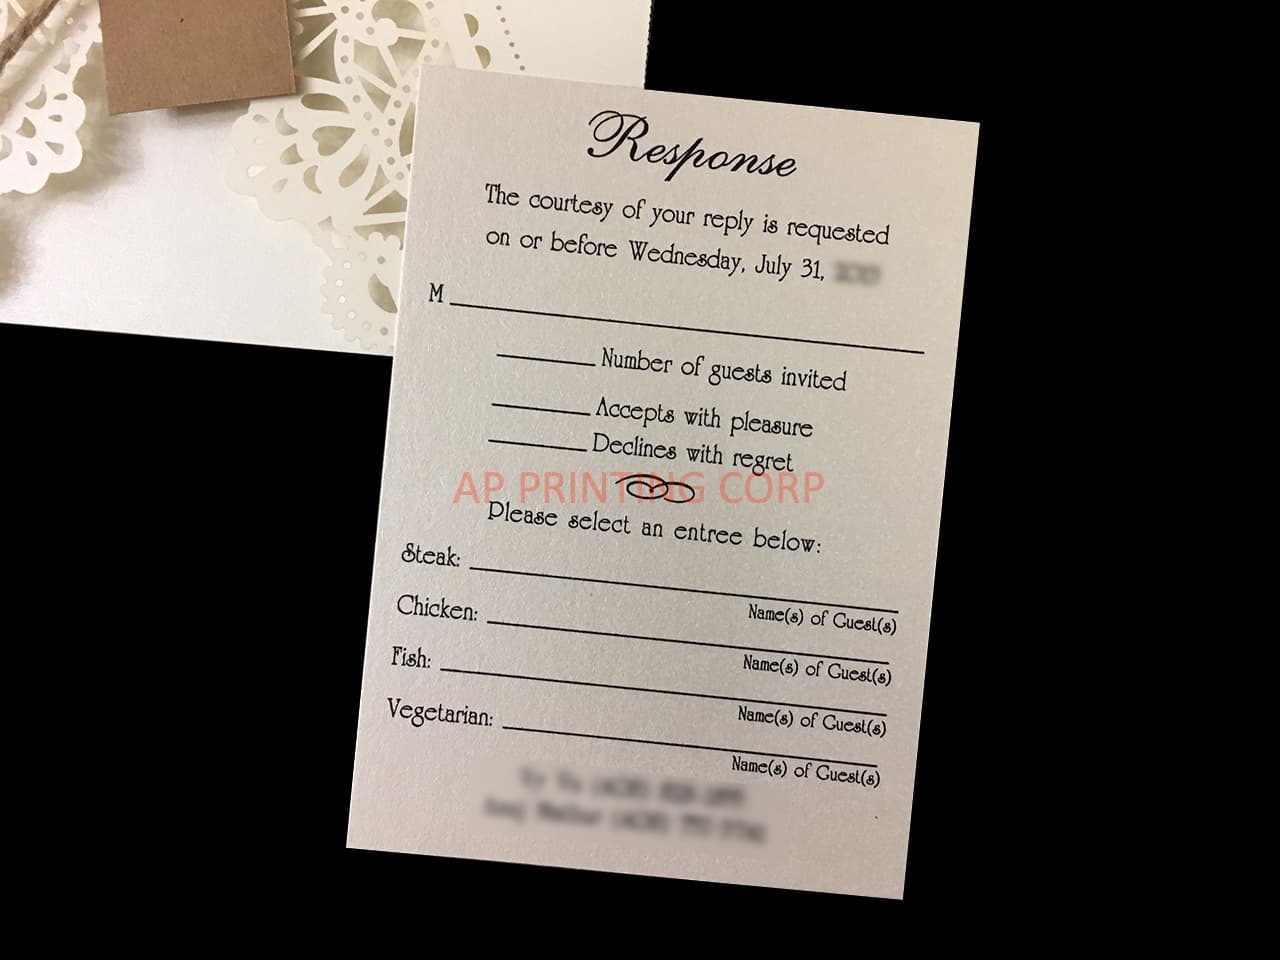 Response
The courtesy of your reply is requested
on or before Wednesday, July 31,
M
Number of guests invited
Accepts with pleasure
Declines with regret
AP PRINTING CORP
Please select an entree below:
Steak:
Name(s) of Guest(s)
Chicken:
Name(s) of Guest(s)
Fish:
Name(s) of Guest(s)
Vegetarian:
Name(s) of Guest(s)